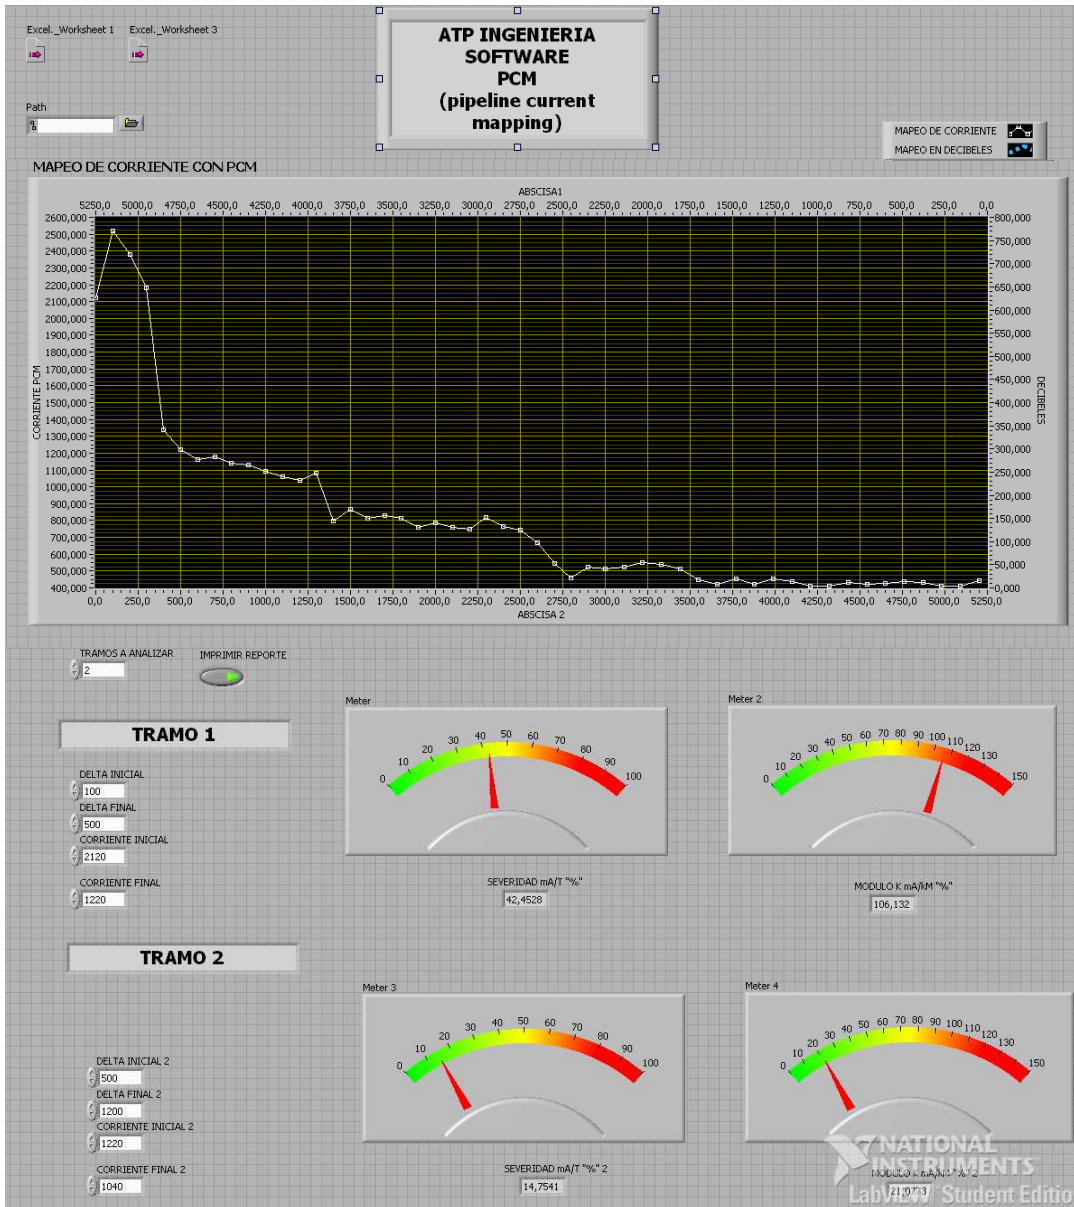 Excel._Worksheet 1 Excel._Worksheet 3
ATP INGENIERIA
SOFTWARE
PCM
(pipeline current
mapping)
Path
MAPEO DE CORRIENTE
MAPEO EN DECIBELES
MAPEO DE CORRIENTE CON PCM
ABSCISA1
5250,0 5000,0 4750,0 4500,0 4250,0 4000,0 3750,0 3500,0 3250,0 3000,0 2750,0 2500,0 2250,0 2000,0 1750,0 1500,0 1250,0 1000,0 750,0 500,0 250,0 0,0
CORRIENTE PCM
2600,000
2500,000
2400,000
2300,000
2200,000
2100,000
2000,000
1900,000
1800,000
1700,000
1600,000
1500,000
1400,000
1300,000
1200,000
1100,000
1000,000
900,000
800,000
700,000
600,000
500,000
400,000
800,000
750,000
700,000
650,000
600,000
550,000
500,000
450,000
400,000
350,000
300,000
250,000
200,000
150,000
100,000
50,000
0,000
DECIBELES
0,0 250,0 500,0 750,0 1000,0 1250,0 1500,0 1750,0 2000,0 2250,0 2500,0 2750,0 3000,0 3250,0 3500,0 3750,0 4000,0 4250,0 4500,0 4750,0 5000,0 5250,0
ABSCISA 2
TRAMOS A ANALIZAR
2
IMPRIMIR REPORTE
TRAMO 1
DELTA INICIAL
100
DELTA FINAL
500
CORRIENTE INICIAL
2120
CORRIENTE FINAL
1220
Meter
0 10 20 30 40 50 60 70 80 90 100
SEVERIDAD mA/T "%"
42,4528
Meter 2
0 10 20 30 40 50 60 70 80 90 100 110 120 130 150
MODULO K mA/kM "%"
106,132
TRAMO 2
DELTA INICIAL 2
500
DELTA FINAL 2
1200
CORRIENTE INICIAL 2
1220
CORRIENTE FINAL 2
1040
Meter 3
0 10 20 30 40 50 60 70 80 90 100
SEVERIDAD mA/T "%" 2
14,7541
Meter 4
0 10 20 30 40 50 60 70 80 90 100 110 120 130 150
MODULO K mA/kM "%" 2
21,0773
NATIONAL
INSTRUMENTS
LabVIEW Student Editio